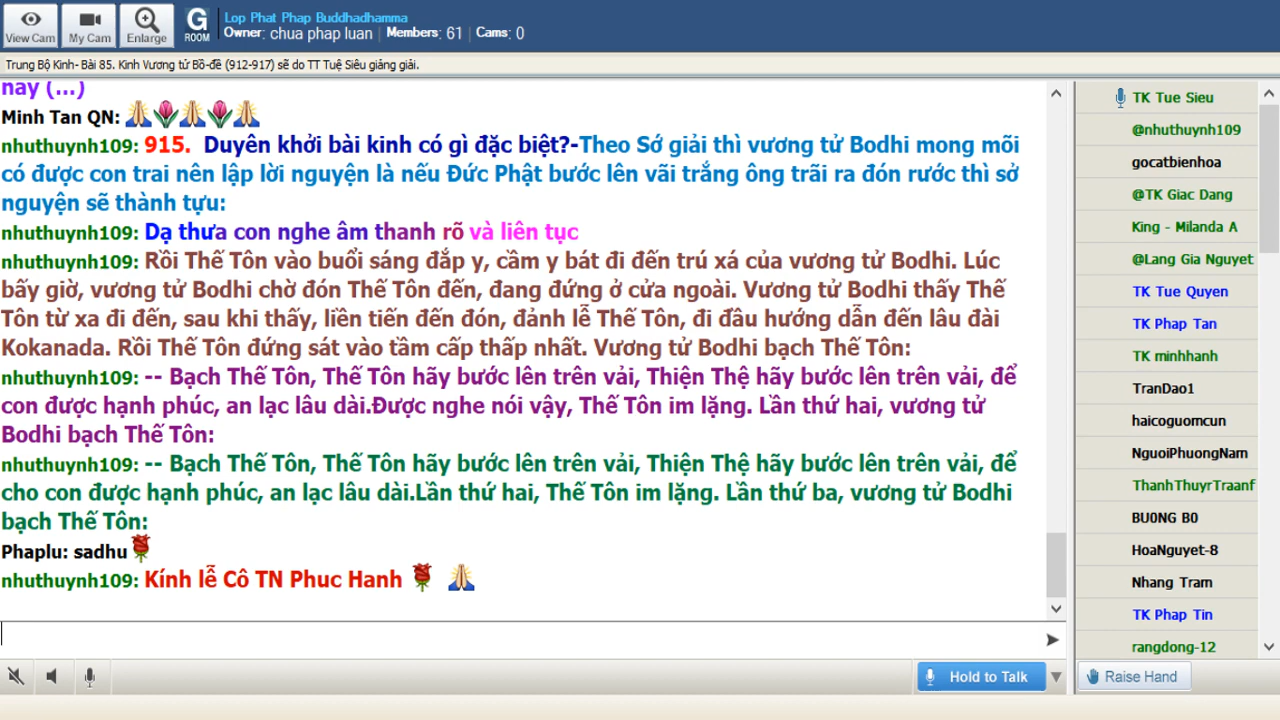 View Cam
My Cam
Enlarge
G
ROOM
Lop Phat Phap Buddhadhamma
Owner: chua phap luan | Members: 61 | Cams: 0
Trung Bộ Kinh- Bài 85. Kinh Vương tử Bồ-đề (912-917) sẽ do TT Tuệ Siêu giảng giải.
này (...)
Minh Tan QN:
nhuthuynh109: 915. Duyên khởi bài kinh có gì đặc biệt?-Theo Sớ giải thì vương tử Bodhi mong mõi
có được con trai nên lập lời nguyện là nếu Đức Phật bước lên vãi trắng ông trãi ra đón rước thì sở
nguyện sẽ thành tựu:
nhuthuynh109: Dạ thưa con nghe âm thanh rõ và liên tục
nhuthuynh109: Rồi Thế Tôn vào buổi sáng đắp y, cầm y bát đi đến trú xá của vương tử Bodhi. Lúc
bấy giờ, vương tử Bodhi chờ đón Thế Tôn đến, đang đứng ở cửa ngoài. Vương tử Bodhi thấy Thế
Tôn từ xa đi đến, sau khi thấy, liền tiến đến đón, đảnh lễ Thế Tôn, đi đầu hướng dẫn đến lâu đài
Kokanada. Rồi Thế Tôn đứng sát vào tầm cấp thấp nhất. Vương tử Bodhi bạch Thế Tôn:
nhuthuynh109: -- Bạch Thế Tôn, Thế Tôn hãy bước lên trên vải, Thiện Thệ hãy bước lên trên vải, để
con được hạnh phúc, an lạc lâu dài.Được nghe nói vậy, Thế Tôn im lặng. Lần thứ hai, vương tử
Bodhi bạch Thế Tôn:
nhuthuynh109: -- Bạch Thế Tôn, Thế Tôn hãy bước lên trên vải, Thiện Thệ hãy bước lên trên vải, để
cho con được hạnh phúc, an lạc lâu dài.Lần thứ hai, Thế Tôn im lặng. Lần thứ ba, vương tử Bodhi
bạch Thế Tôn:
Phaplu: sadhu
nhuthuynh109: Kính lễ Cô TN Phuc Hanh
TK Tue Sieu
@nhuthuynh109
gocatbienhoa
@TK Giac Dang
King - Milanda A
@Lang Gia Nguyet
TK Tue Quyen
TK Phap Tan
TK minhhanh
TranDao1
haicoguomcun
NguoiPhuongNam
ThanhThuyrTraanf
BU0NG B0
HoaNguyet-8
Nhang Tram
TK Phap Tin
rangdong-12
Hold to Talk
Raise Hand